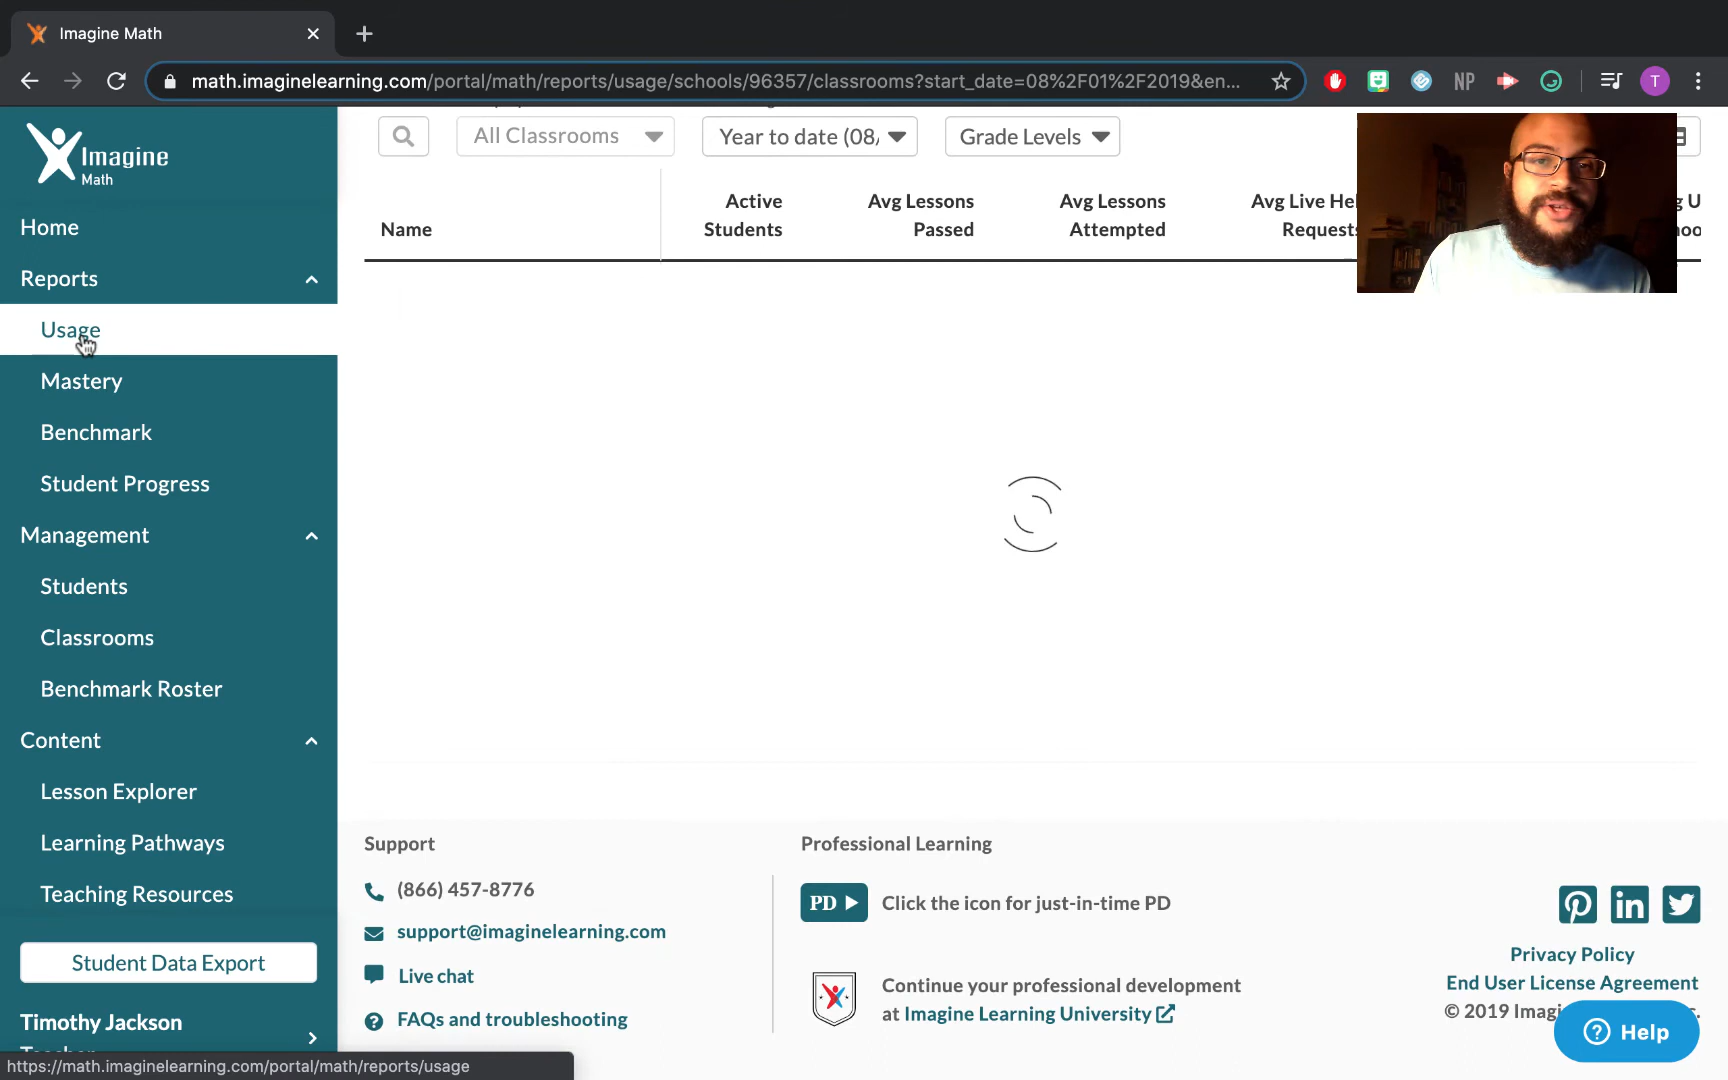 Imagine Math
math.imaginelearning.com/portal/math/reports/usage/schools/96357/classrooms?start_date=08%2F01%2F2019&en...
NP
T
Imagine
Math
Home
Reports
Usage
Mastery
Benchmark
Student Progress
Management
Students
Classrooms
Benchmark Roster
Content
Lesson Explorer
Learning Pathways
Teaching Resources
Student Data Export
Timothy Jackson
All Classrooms
Year to date (08/
Grade Levels
Name
Active
Students
Avg Lessons
Passed
Avg Lessons
Attempted
Avg Live
Requests
Support
(866) 457-8776
support@imaginelearning.com
Live chat
FAQs and troubleshooting
Professional Learning
PD
Click the icon for just-in-time PD
Continue your professional development
at Imagine Learning University
Privacy Policy
End User License Agreement
© 2019
Help
https://math.imaginelearning.com/portal/math/reports/usage